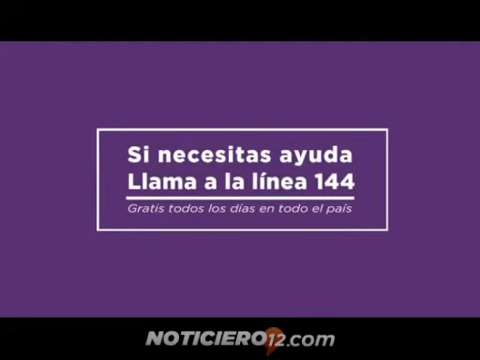 Si necesitas ayuda
Llama a la línea 144
Gratis todos los días en todo el país
NOTICIERO12.com